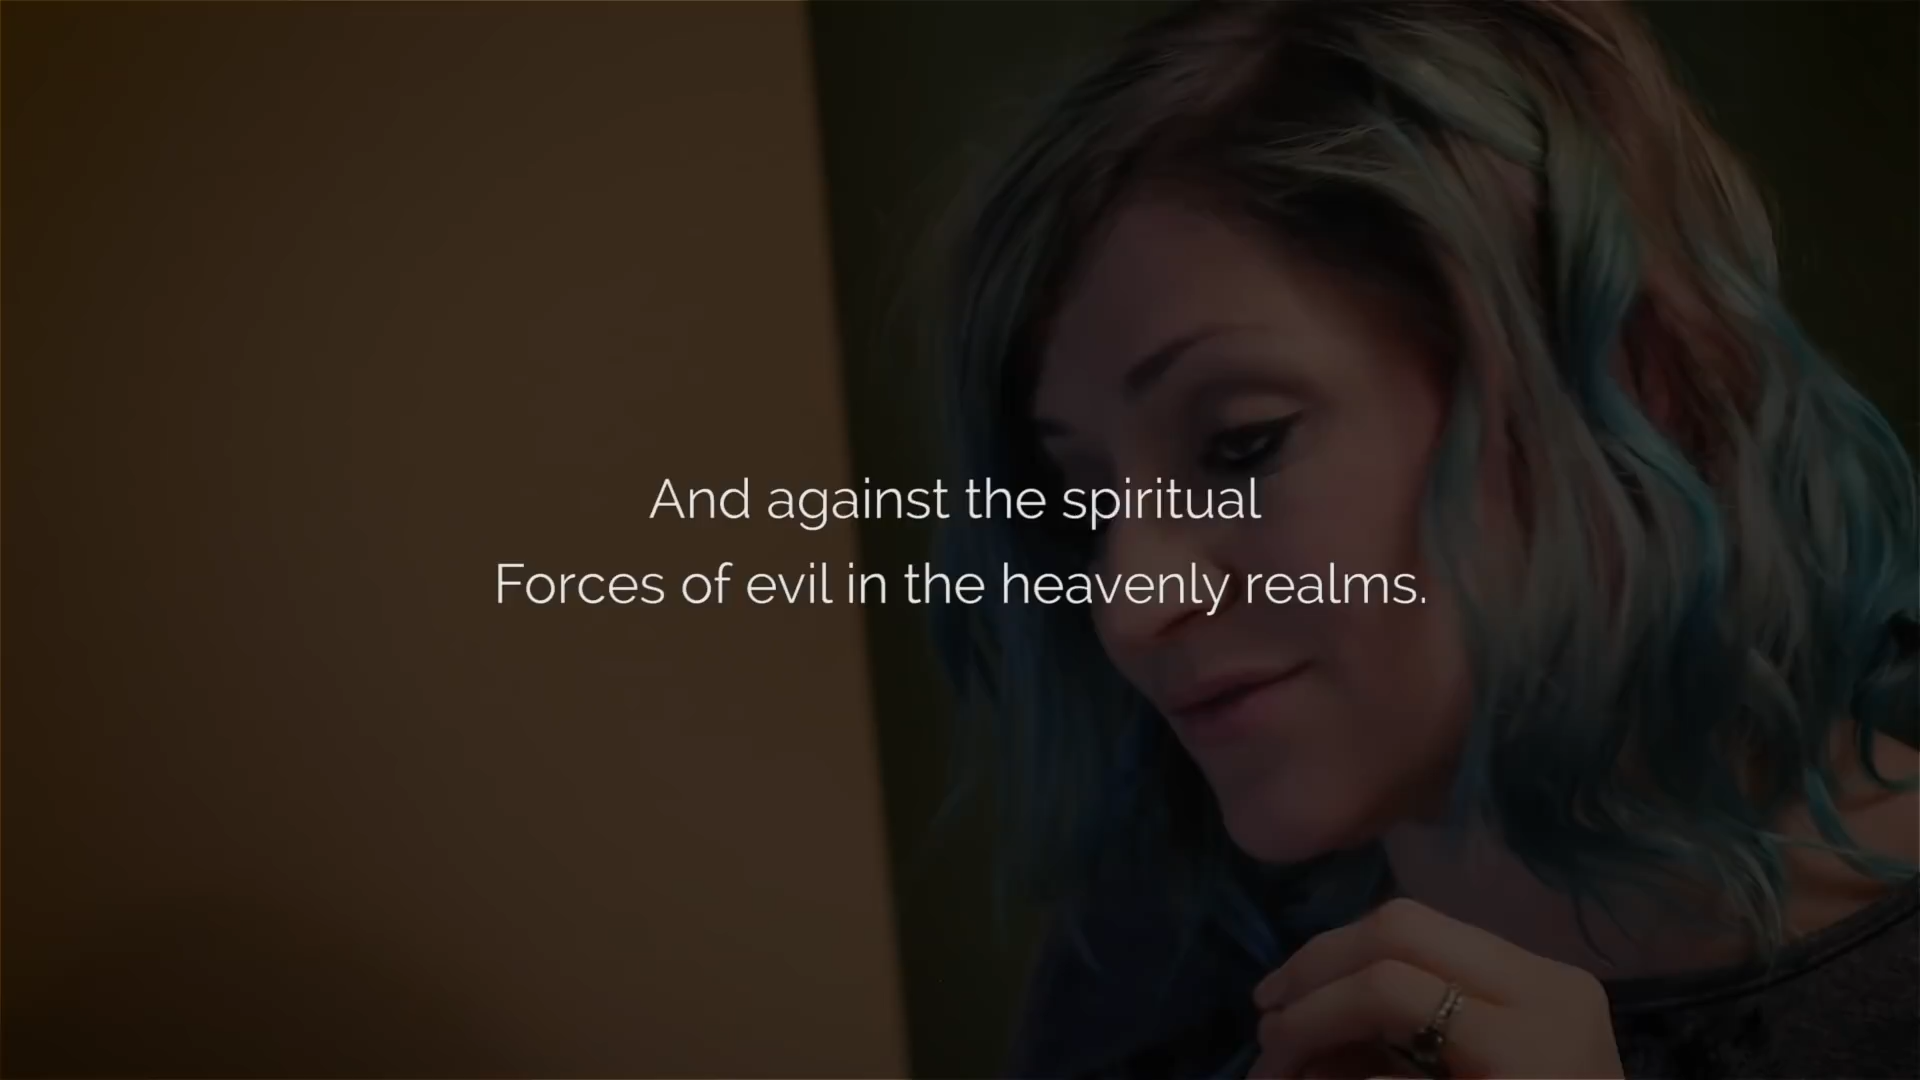 And against the spiritual
Forces of evil in the heavenly realms.